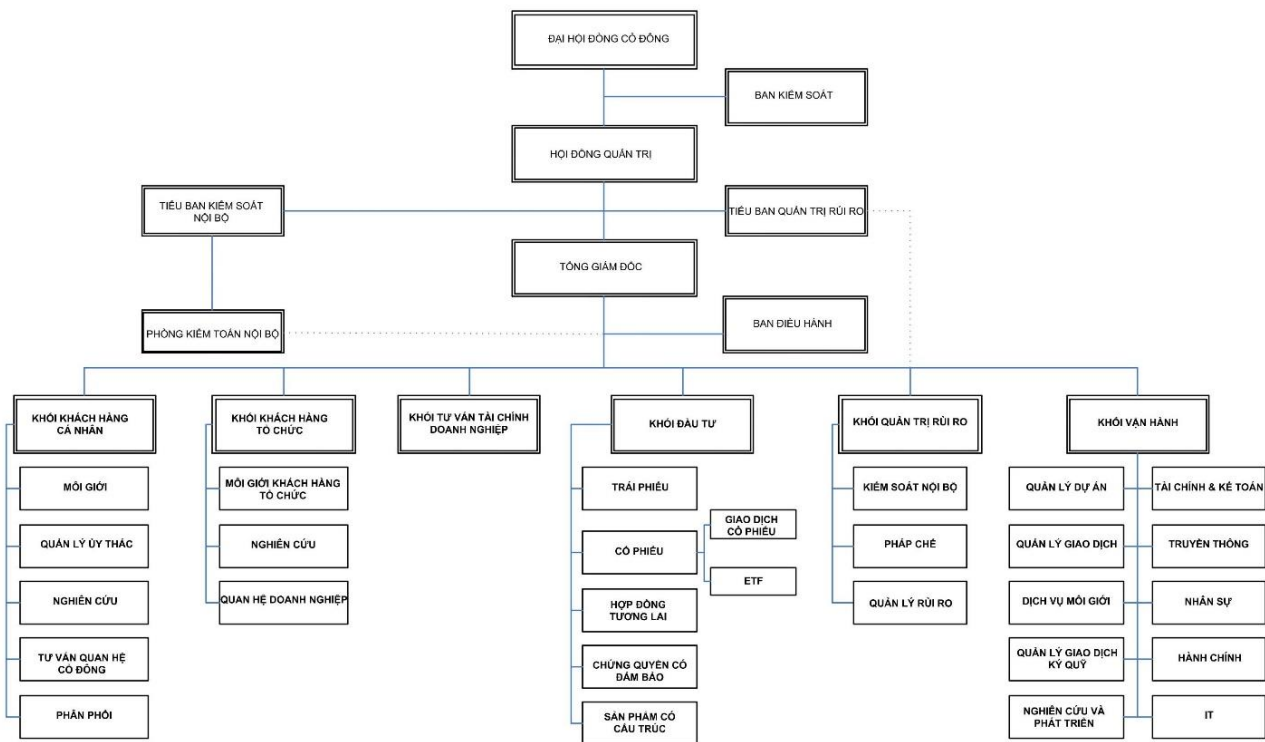 ĐẠI HỘI ĐỒNG CỔ ĐÔNG
BAN KIỂM SOÁT
HỘI ĐỒNG QUẢN TRỊ
TIỂU BAN KIỂM SOÁT
NỘI BỘ
TIỂU BAN QUẢN TRỊ RỦI RO
TỔNG GIÁM ĐỐC
PHÒNG KIỂM TOÁN NỘI BỘ
BAN ĐIỀU HÀNH
KHỐI KHÁCH HÀNG
CÁ NHÂN
KHỐI KHÁCH HÀNG
TỔ CHỨC
KHỐI TƯ VẤN TÀI CHÍNH
DOANH NGHIỆP
KHỐI ĐẦU TƯ
KHỐI QUẢN TRỊ RỦI RO
KHỐI VẬN HÀNH
MÔI GIỚI
QUẢN LÝ ỦY THÁC
NGHIÊN CỨU
TƯ VẤN QUAN HỆ
CỔ ĐÔNG
PHÂN PHỐI
MÔI GIỚI KHÁCH HÀNG
TỔ CHỨC
NGHIÊN CỨU
QUAN HỆ DOANH NGHIỆP
TRÁI PHIẾU
CỔ PHIẾU
GIAO DỊCH
CỔ PHIẾU
ETF
HỢP ĐỒNG
TƯƠNG LAI
CHỨNG QUYỀN CÓ
ĐẢM BẢO
SẢN PHẨM CÓ
CẤU TRÚC
KIỂM SOÁT NỘI BỘ
PHÁP CHẾ
QUẢN LÝ RỦI RO
QUẢN LÝ DỰ ÁN
QUẢN LÝ GIAO DỊCH
DỊCH VỤ MÔI GIỚI
QUẢN LÝ GIAO DỊCH
KÝ QUỸ
NGHIÊN CỨU VÀ
PHÁT TRIỂN
TÀI CHÍNH & KẾ TOÁN
TRUYỀN THÔNG
NHÂN SỰ
HÀNH CHÍNH
IT